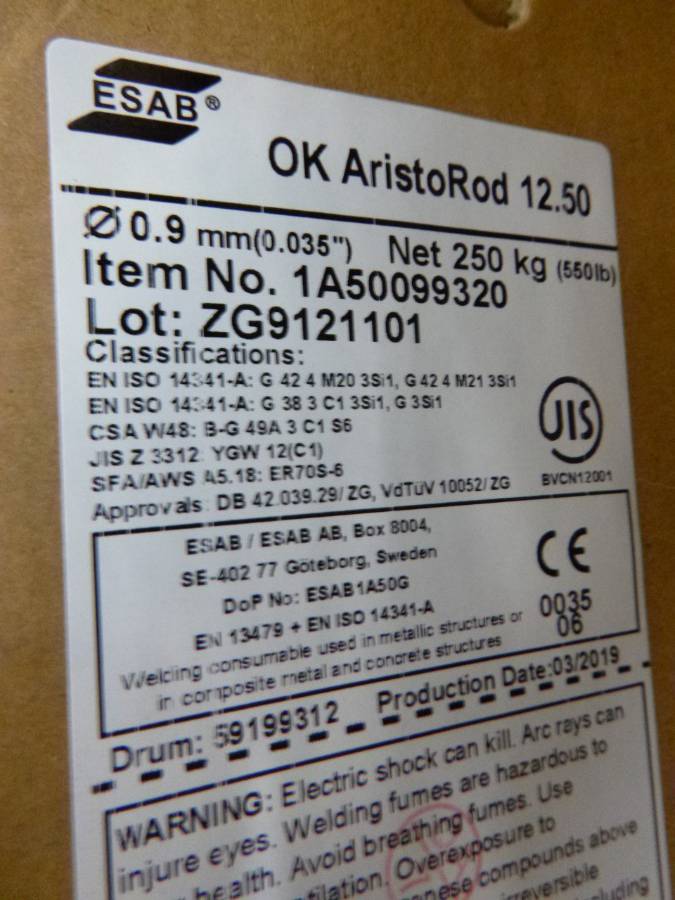 ESAB®
OK AristoRod 12.50
Ø 0.9 mm(0.035") Net 250 kg (550lb)
Item No. 1A50099320
Lot: ZG9121101
Classifications:
EN ISO 14341-A: G 42 4 M20 3Si1, G 42 4 M21 3Si1
EN ISO 14341-A: G 38 3 C1 3Si1, G 3Si1
CSA W48: B-G 49A 3 C1 S6
JIS Z 3312: YGW 12(C1)
SFA/AWS A5.18: ER70S-6
Approvals: DB 42.039.29/ ZG, VdTüV 10052/ ZG
JIS
BVCN12001
ESAB / ESAB AB, Box 8004,
SE-402 77 Göteborg, Sweden
DoP No: ESAB1A50G
EN 13479 + EN ISO 14341-A
Welding consumable used in metallic structures or
in composite metal and concrete structures
CE
0035
06
Drum: 59199312 Production Date:03/2019
WARNING: Electric shock can kill. Arc rays can
injure eyes. Welding fumes are hazardous to
health. Avoid breathing fumes. Use
Overexposure to
compounds above